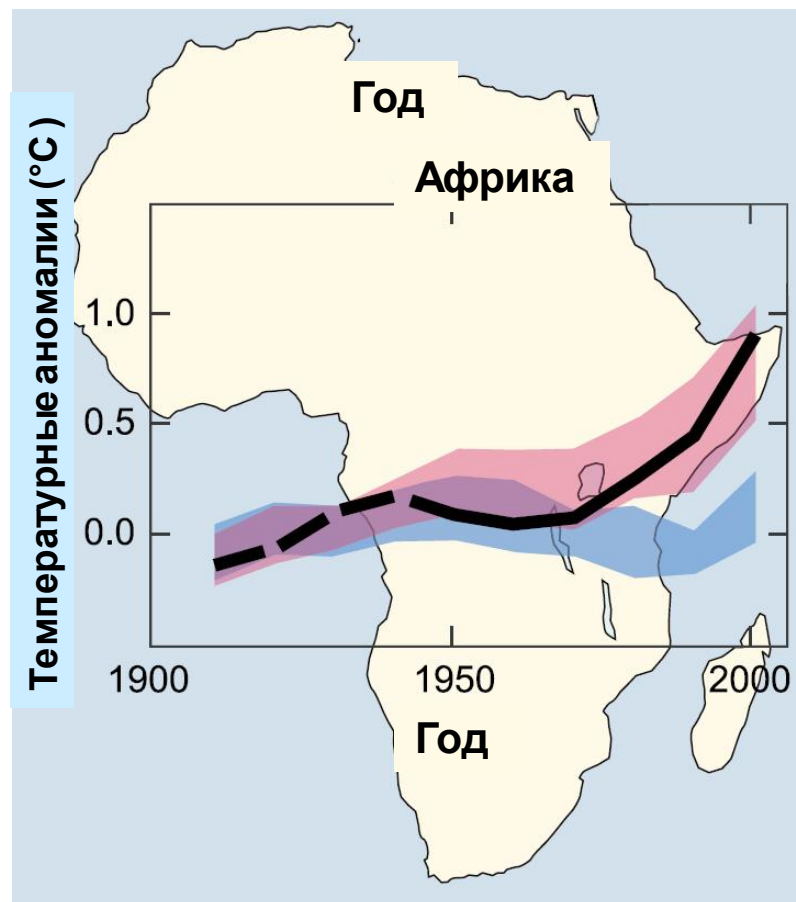 Год
Африка
Температурные аномалии (°C )
1.0
0.5
0.0
1900 1950 2000
Год